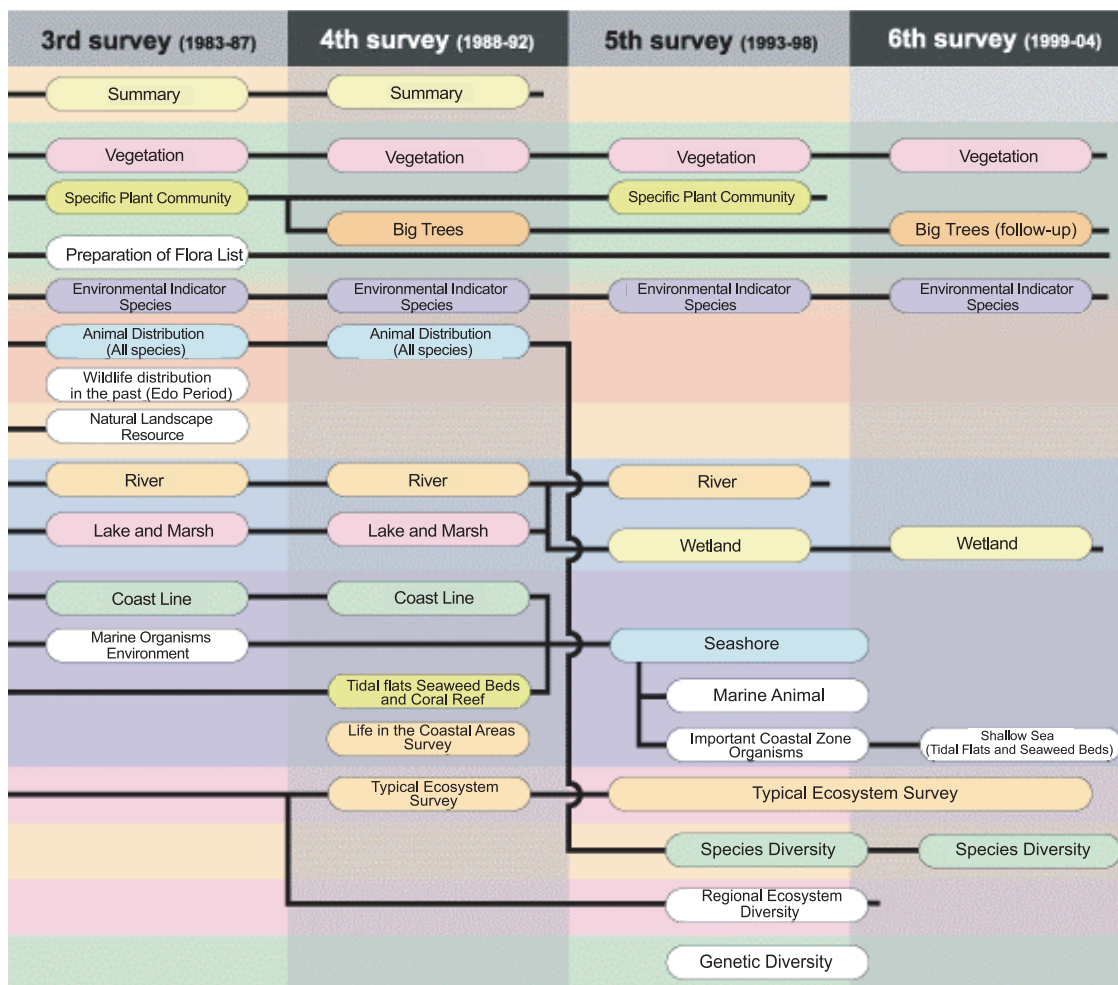 3rd survey (1983-87) 4th survey (1988-92) 5th survey (1993-98) 6th survey (1999-04)
Summary Summary
Vegetation Vegetation Vegetation Vegetation
Specific Plant Community Specific Plant Community
Big Trees Big Trees (follow-up)
Preparation of Flora List
Environmental Indicator Environmental Indicator Environmental Indicator Environmental Indicator
Species Species Species Species
Animal Distribution Animal Distribution
(All species) (All species)
Wildlife distribution
in the past (Edo Period)
Natural Landscape
Resource
River River River
Lake and Marsh Lake and Marsh
Wetland Wetland
Coast Line Coast Line
Marine Organisms
Environment
Seashore
Tidal flats Seaweed Beds
and Coral Reef
Marine Animal
Life in the Coastal Areas
Survey
Important Coastal Zone
Organisms
Shallow Sea
(Tidal Flats and Seaweed Beds)
Typical Ecosystem
Survey
Typical Ecosystem Survey
Species Diversity Species Diversity
Regional Ecosystem
Diversity
Genetic Diversity